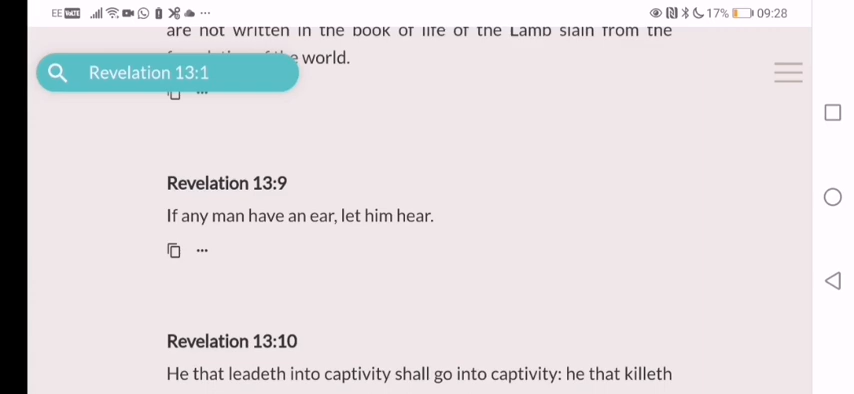 EE VoLTE 17% 09:28
are not written in the book of life of the Lamb slain from the
e world.
Revelation 13:1
Revelation 13:9
If any man have an ear, let him hear.
Revelation 13:10
He that leadeth into captivity shall go into captivity: he that killeth